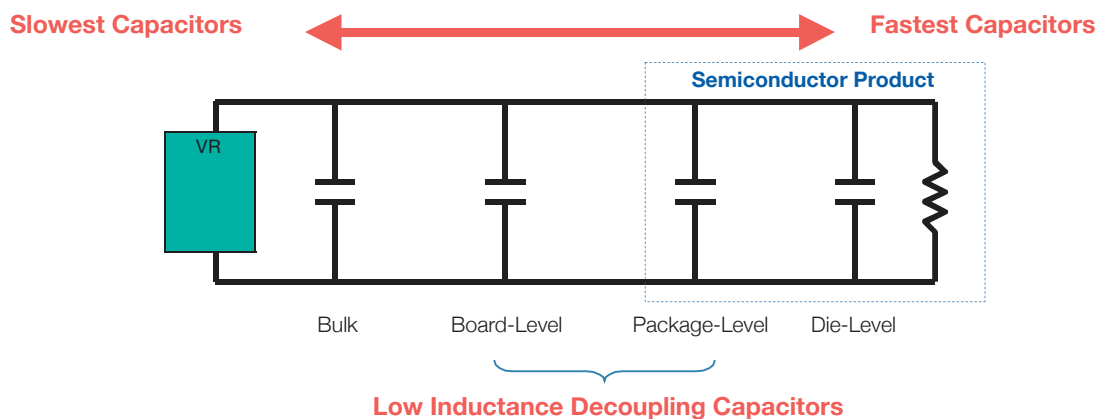 Slowest Capacitors
Fastest Capacitors
Semiconductor Product
VR
Bulk
Board-Level
Package-Level
Die-Level
Low Inductance Decoupling Capacitors